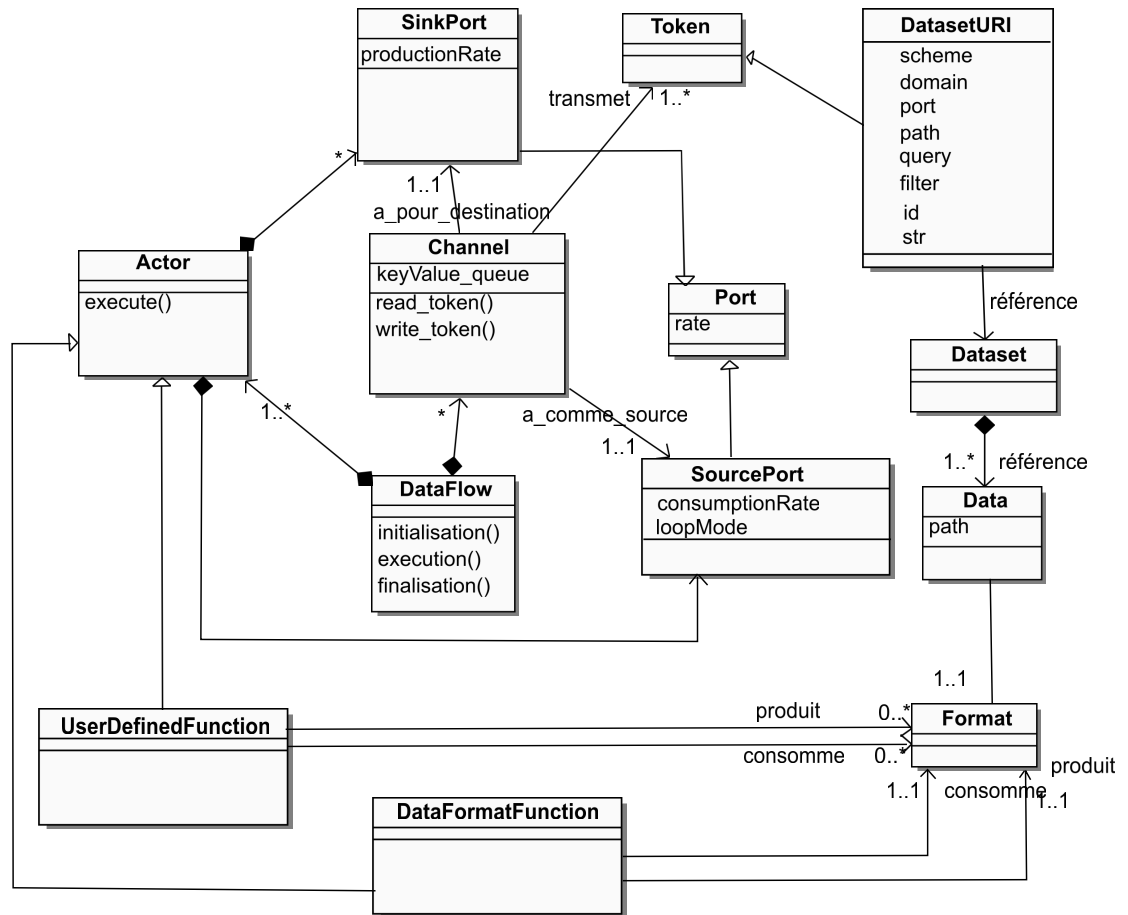 SinkPort
productionRate
Token
DatasetURI
scheme
domain
port
path
query
filter
id
str
transmet
1..*
*
1..1
a_pour_destination
Actor
execute()
Channel
keyValue_queue
read_token()
write_token()
Port
rate
référence
Dataset
1..*
*
a_comme_source
1..1
1..*
référence
DataFlow
initialisation()
execution()
finalisation()
SourcePort
consumptionRate
loopMode
Data
path
1..1
UserDefinedFunction
produit
0..*
Format
consomme
0..*
produit
1..1
consomme
1..1
DataFormatFunction